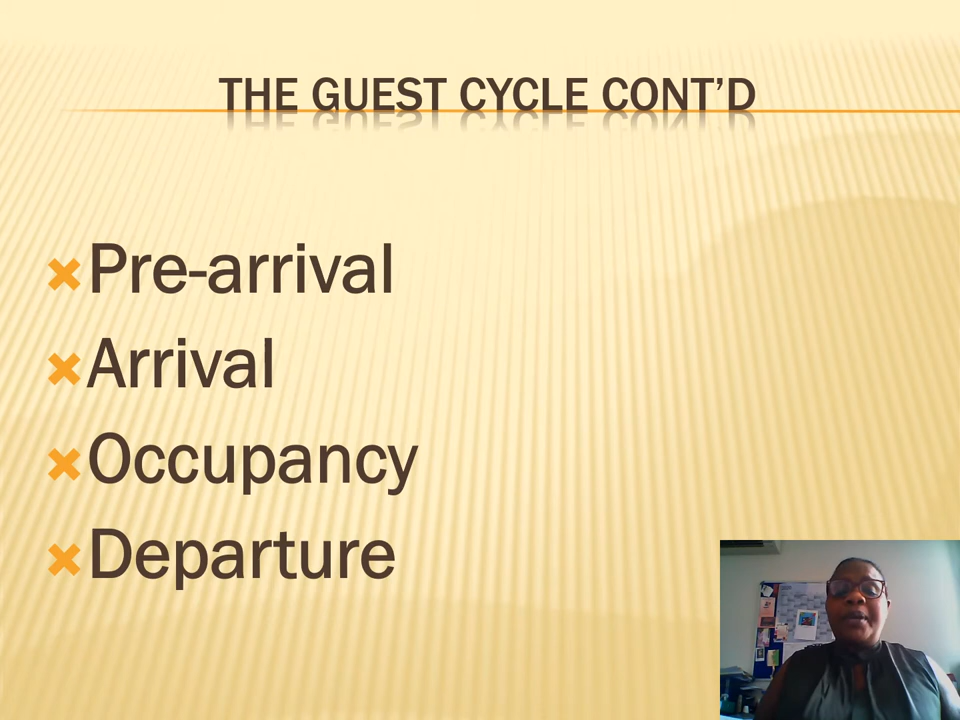 THE GUEST CYCLE CONT’D
Pre-arrival
Arrival
Occupancy
Departure